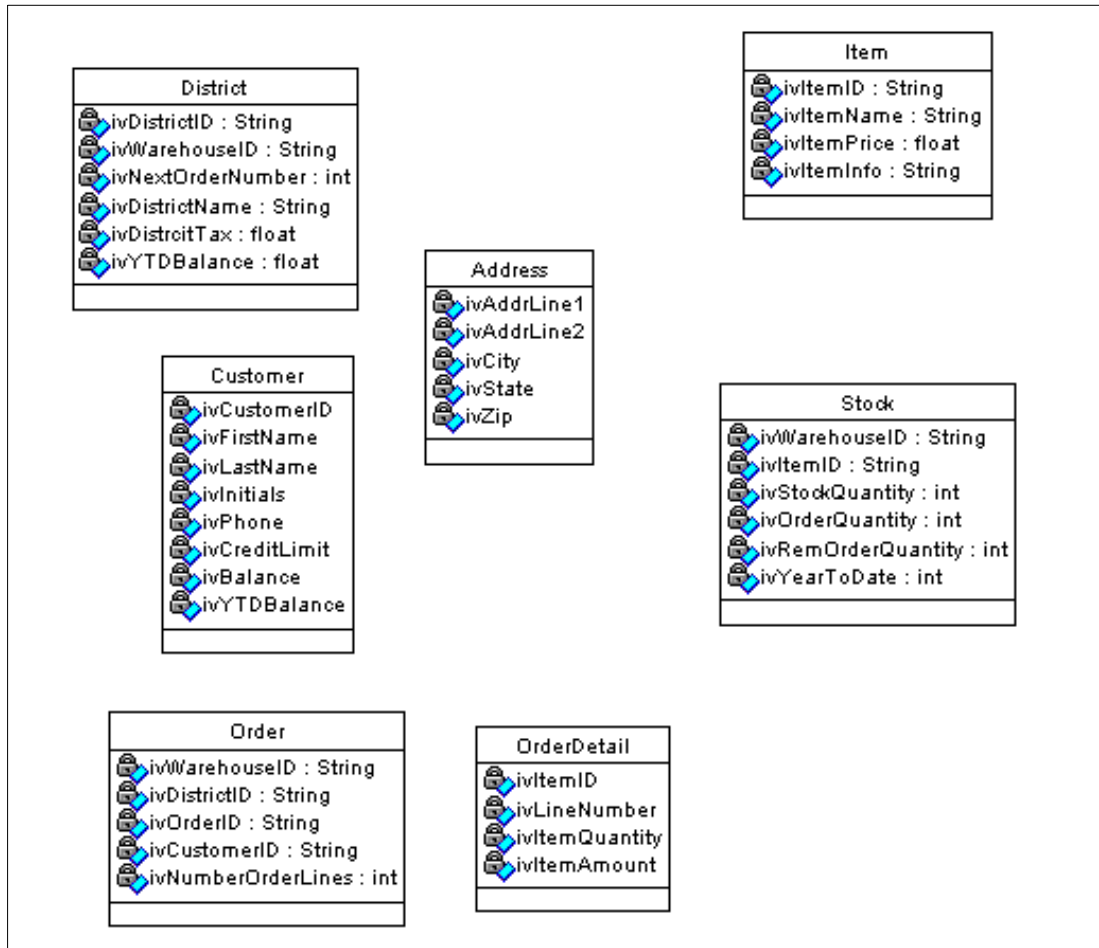 District
ivDistrictID : String
ivWarehouseID : String
ivNextOrderNumber : int
ivDistrictName : String
ivDistrcitTax : float
ivYTDBalance : float
Item
ivItemID : String
ivItemName : String
ivItemPrice : float
ivItemInfo : String
Address
ivAddrLine1
ivAddrLine2
ivCity
ivState
ivZip
Customer
ivCustomerID
ivFirstName
ivLastName
ivInitials
ivPhone
ivCreditLimit
ivBalance
ivYTDBalance
Stock
ivWarehouseID : String
ivItemID : String
ivStockQuantity : int
ivOrderQuantity : int
ivRemOrderQuantity : int
ivYearToDate : int
Order
ivWarehouseID : String
ivDistrictID : String
ivOrderID : String
ivCustomerID : String
ivNumberOrderLines : int
OrderDetail
ivItemID
ivLineNumber
ivItemQuantity
ivItemAmount